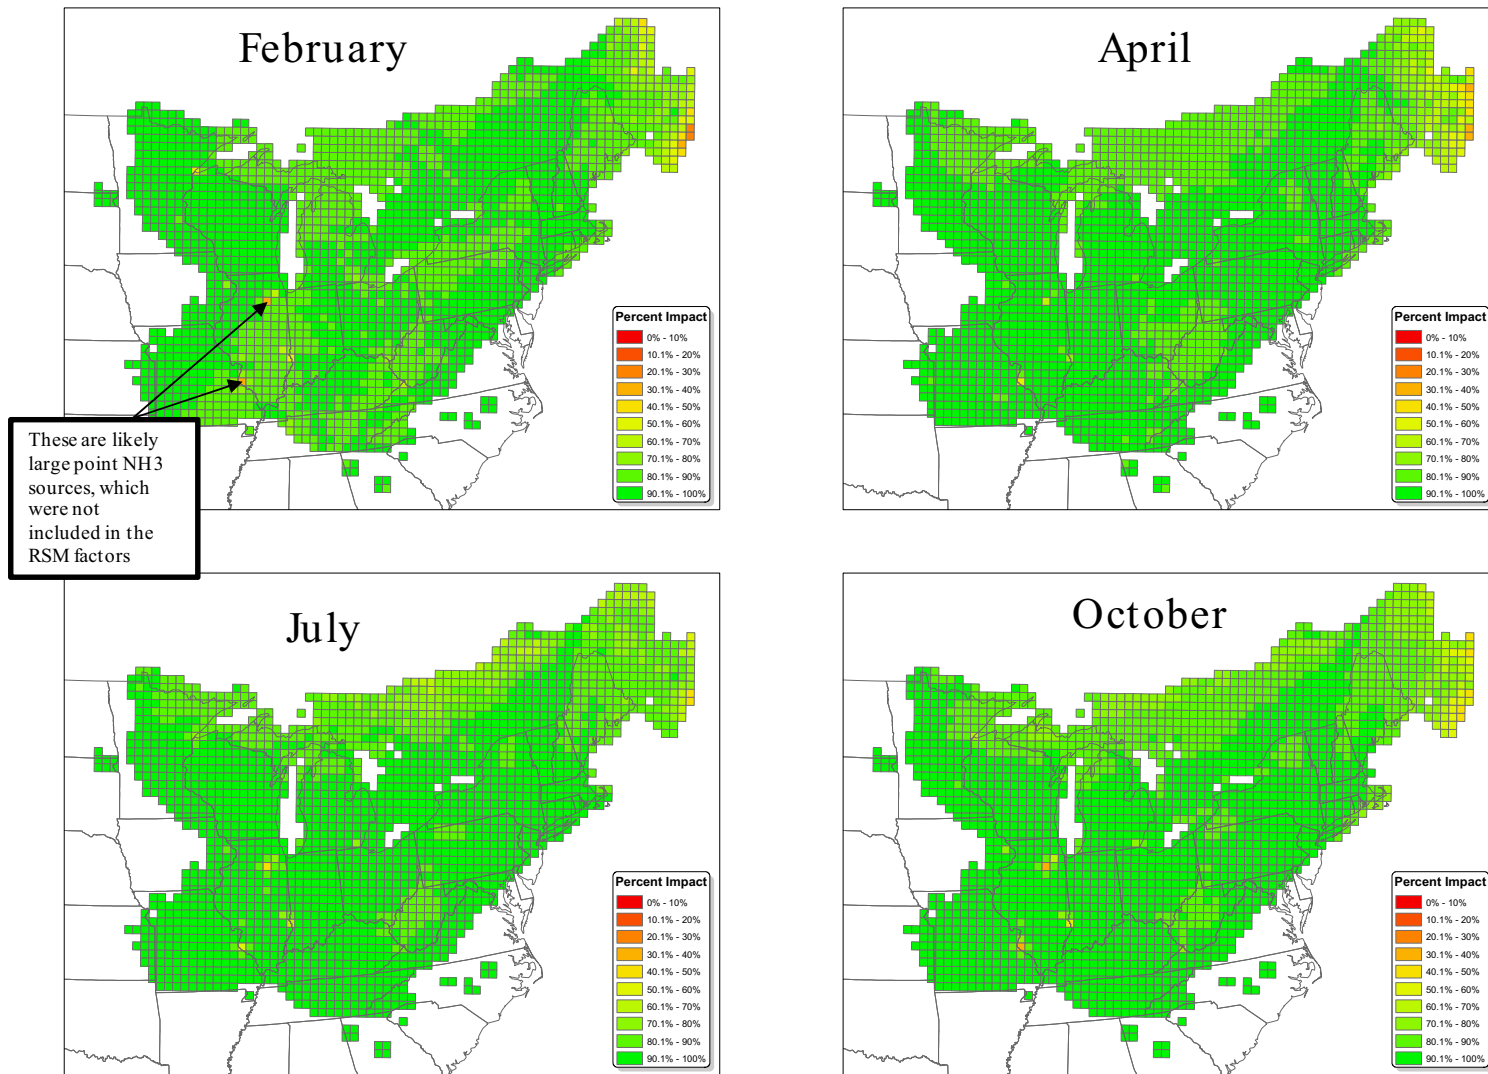 February
Percent Impact
0% - 10%
10.1% - 20%
20.1% - 30%
30.1% - 40%
40.1% - 50%
50.1% - 60%
60.1% - 70%
70.1% - 80%
80.1% - 90%
90.1% - 100%
These are likely
large point NH3
sources, which
were not
included in the
RSM factors
April
Percent Impact
0% - 10%
10.1% - 20%
20.1% - 30%
30.1% - 40%
40.1% - 50%
50.1% - 60%
60.1% - 70%
70.1% - 80%
80.1% - 90%
90.1% - 100%
July
Percent Impact
0% - 10%
10.1% - 20%
20.1% - 30%
30.1% - 40%
40.1% - 50%
50.1% - 60%
60.1% - 70%
70.1% - 80%
80.1% - 90%
90.1% - 100%
October
Percent Impact
0% - 10%
10.1% - 20%
20.1% - 30%
30.1% - 40%
40.1% - 50%
50.1% - 60%
60.1% - 70%
70.1% - 80%
80.1% - 90%
90.1% - 100%